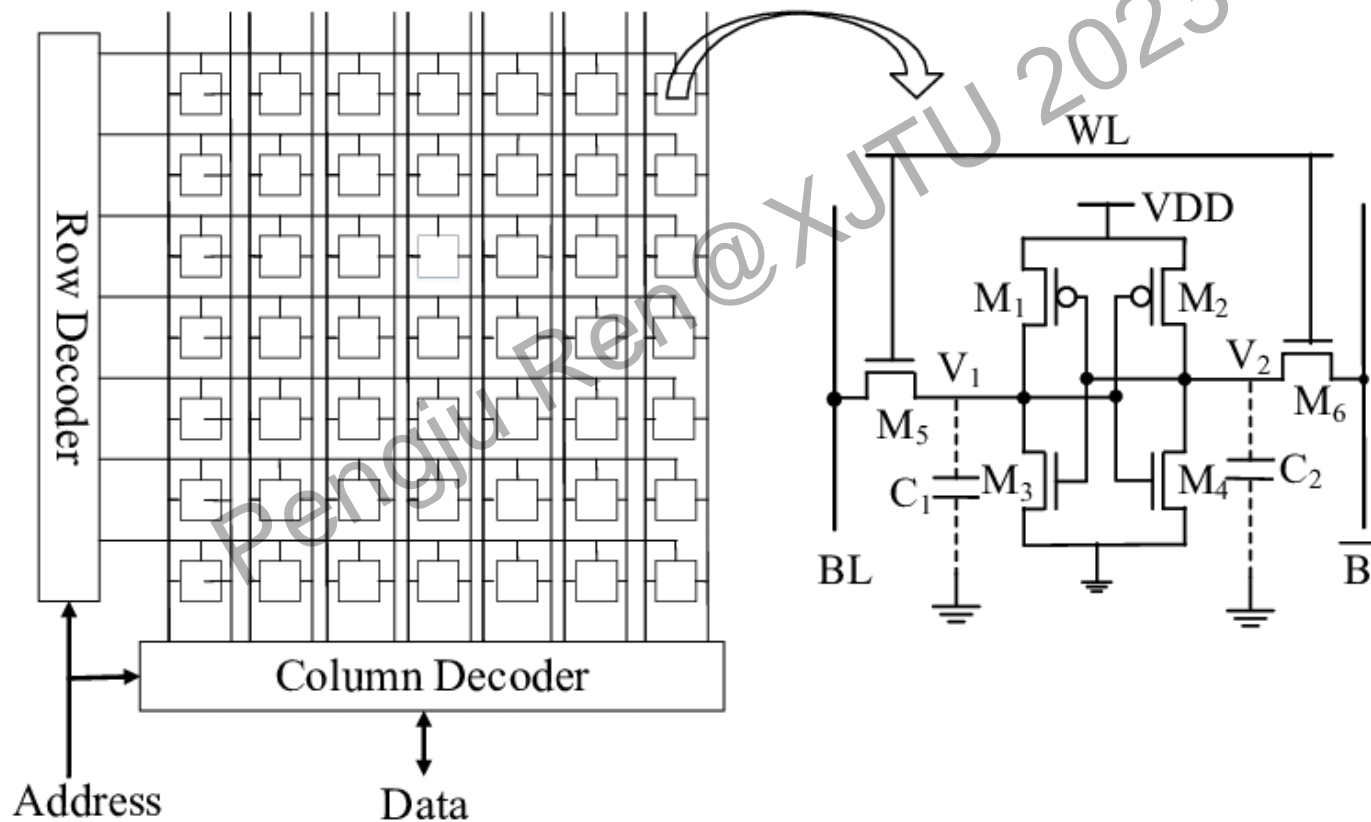 Pengju Ren@XJTU 2023
WL
VDD
M1
M2
V1
V2
M5
M6
C1
M3
M4
C2
BL
B
Row Decoder
Column Decoder
Address
Data